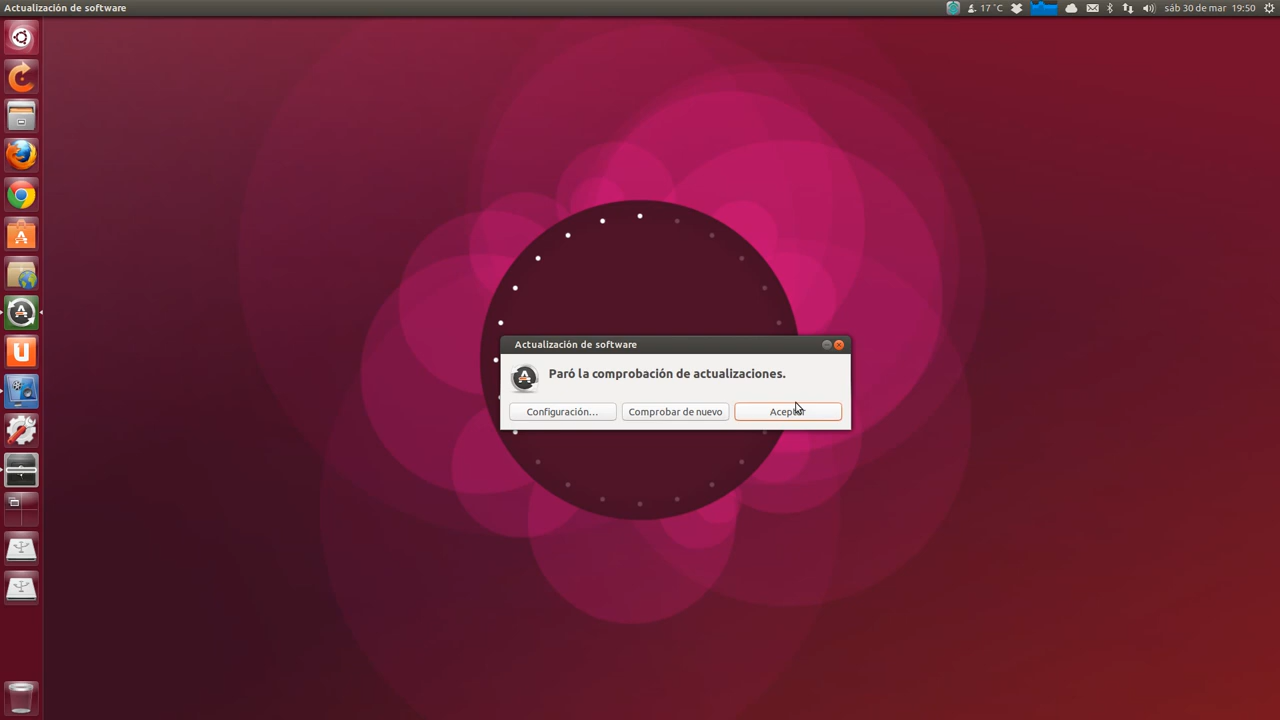 Actualización de software
17 °C
sáb 30 de mar 19:50
Actualización de software
Paró la comprobación de actualizaciones.
Configuración...
Comprobar de nuevo
Aceptar